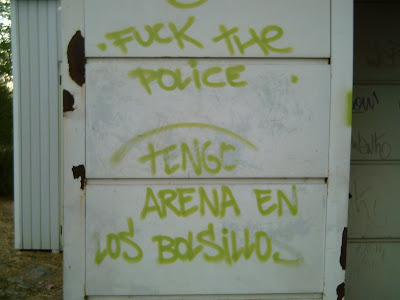 ·FUCK THE
POLICE ·
TENGO
ARENA EN
LOS BOLSILLOS